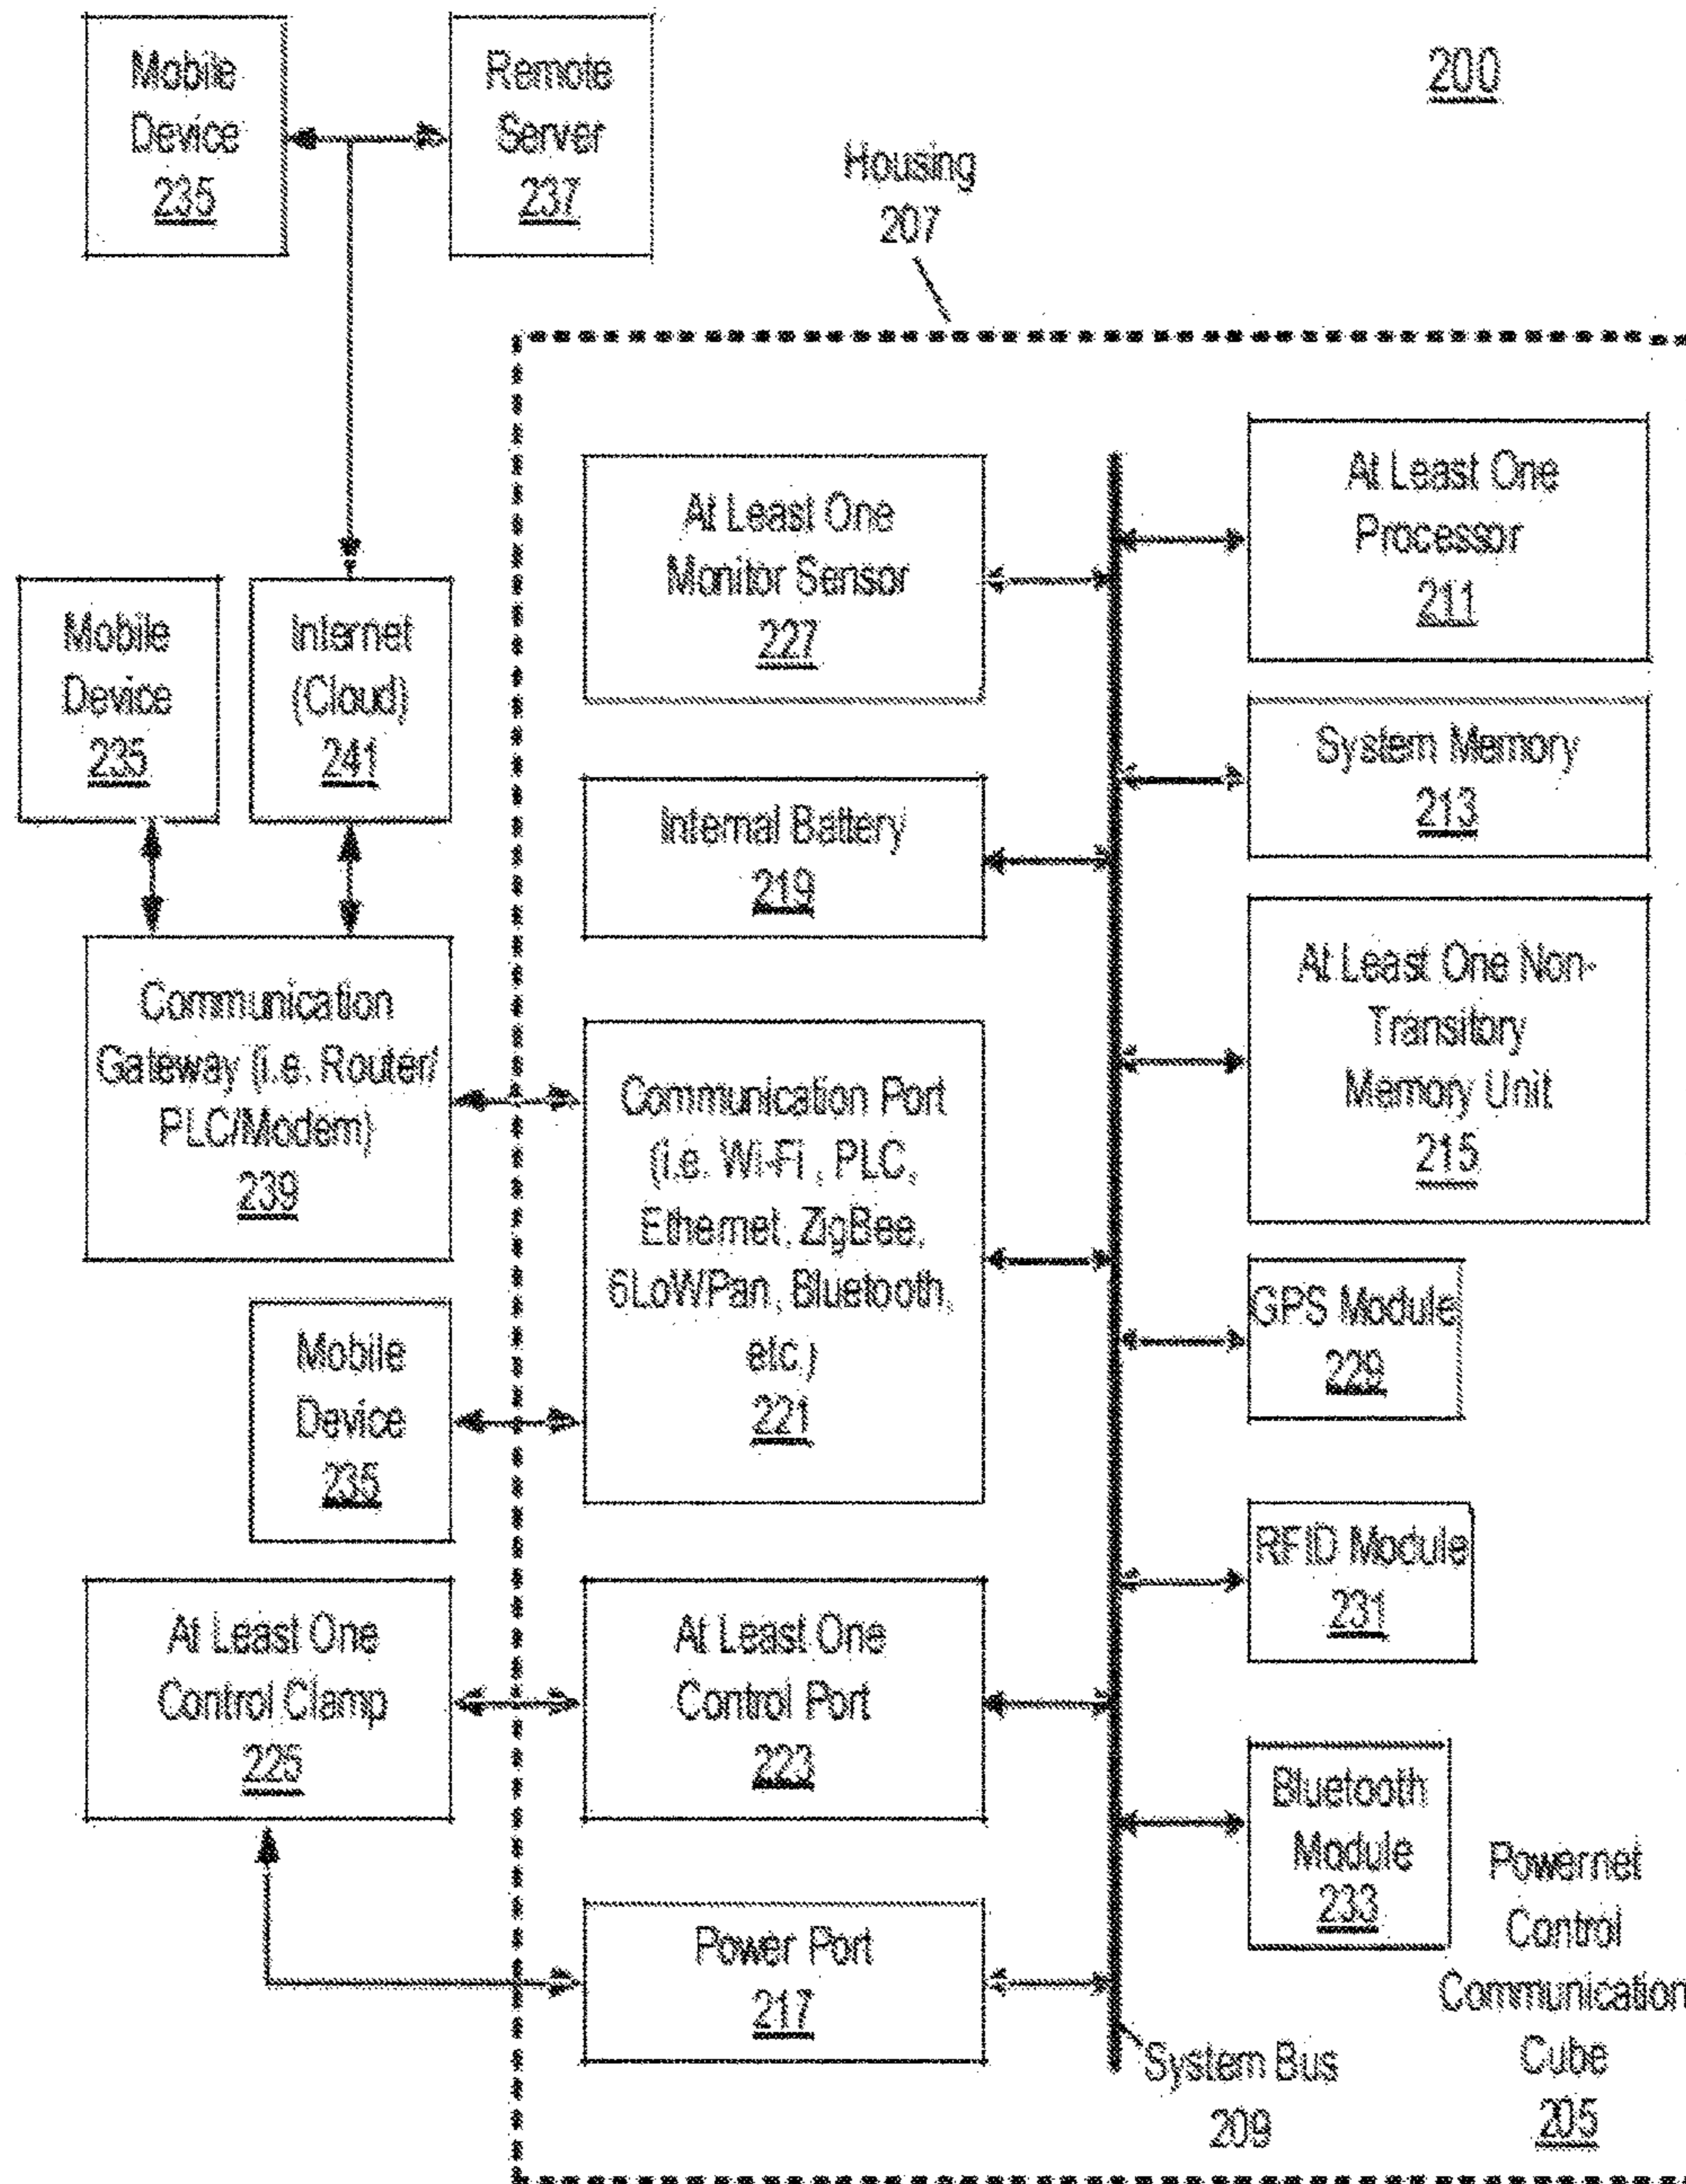 Mobile
Device
235
Remote
Server
237
200
Housing
207
At Least One
Monitor Sensor
227
At Least One
Processor
211
Mobile
Device
235
Internet
(Cloud)
241
System Memory
213
Internal Battery
219
At Least One Non-
Transitory
Memory Unit
215
Communication
Gateway (i.e. Router/
PLC/Modem)
239
Communication Port
(i.e. Wi-Fi, PLC,
Ethernet, ZigBee,
6LoWPan, Bluetooth,
etc.)
221
GPS Module
229
Mobile
Device
235
RFID Module
231
At Least One
Control Clamp
225
At Least One
Control Port
223
Bluetooth
Module
233
Powernet
Control
Communication
Cube
205
Power Port
217
System Bus
209